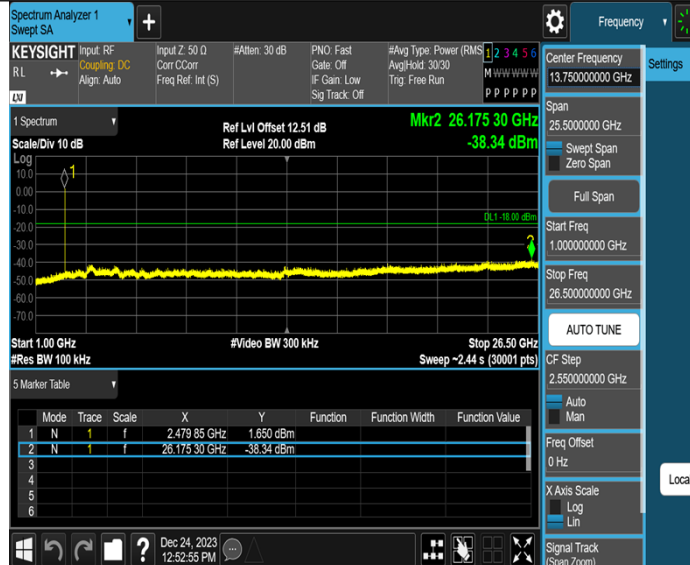 Spectrum Analyzer 1
Swept SA
+
Frequency
KEYSIGHT
Input: RF
Coupling: DC
Align: Auto
Input Z: 50 Ω
Corr CCorr
Freq Ref: Int (S)
#Atten: 30 dB
PNO: Fast
Gate: Off
IF Gain: Low
Sig Track: Off
#Avg Type: Power (RMS
Avg|Hold: 30/30
Trig: Free Run
1 2 3 4 5 6
M W W W W W
P P P P P P
R L
LXI
1 Spectrum
Scale/Div 10 dB
Log
Ref Lvl Offset 12.51 dB
Ref Level 20.00 dBm
Mkr2 26.175 30 GHz
-38.34 dBm
10.0
0.00
-10.0
-20.0
-30.0
-40.0
-50.0
-60.0
-70.0
1
DL1 -18.00 dBm
2
Start 1.00 GHz
#Res BW 100 kHz
#Video BW 300 kHz
Stop 26.50 GHz
Sweep ~2.44 s (30001 pts)
5 Marker Table
Mode Trace Scale X Y Function Function Width Function Value
1 N 1 f 2.479 85 GHz 1.650 dBm
2 N 1 f 26.175 30 GHz -38.34 dBm
3
4
5
6
?
Dec 24, 2023
12:52:55 PM
Center Frequency
13.750000000 GHz
Settings
Span
25.5000000 GHz
Swept Span
Zero Span
Full Span
Start Freq
1.000000000 GHz
Stop Freq
26.500000000 GHz
AUTO TUNE
CF Step
2.550000000 GHz
Auto
Man
Freq Offset
0 Hz
X Axis Scale
Log
Lin
Signal Track
(Span Zoom)
Loca